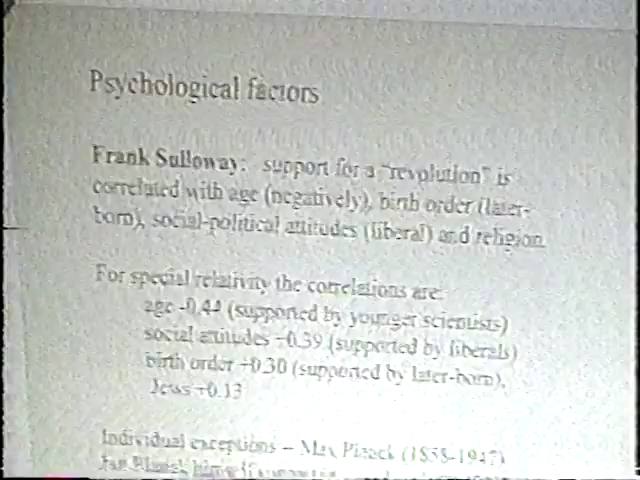 Psychological factors
Frank Sulloway: support for a "revolution" is
correlated with age (negatively), birth order (later-
born), social-political attitudes (liberal) and religion.
For special relativity the correlations are:
age -0.44 (supported by younger scientists)
social attitudes +0.39 (supported by liberals)
birth order +0.30 (supported by later-born),
Jews +0.13
Individual exceptions – Max Planck (1858-1947)